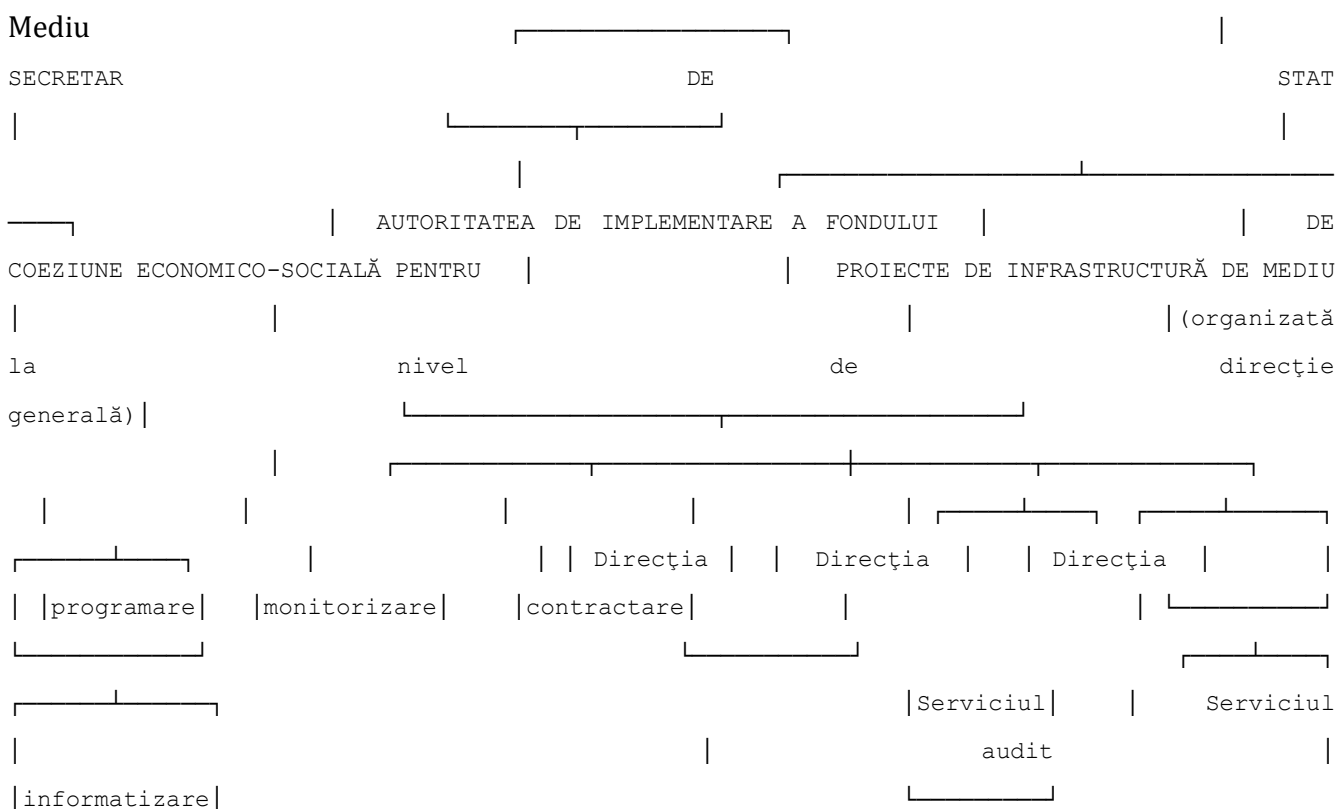 Mediu
SECRETAR DE STAT
AUTORITATEA DE IMPLEMENTARE A FONDULUI DE
COEZIUNE ECONOMICO-SOCIALĂ PENTRU PROIECTE DE INFRASTRUCTURĂ DE MEDIU
(organizată
la nivel de direcţie
generală)
Direcţia Direcţia Direcţia
programare monitorizare contractare
Serviciul Serviciul
audit
informatizare